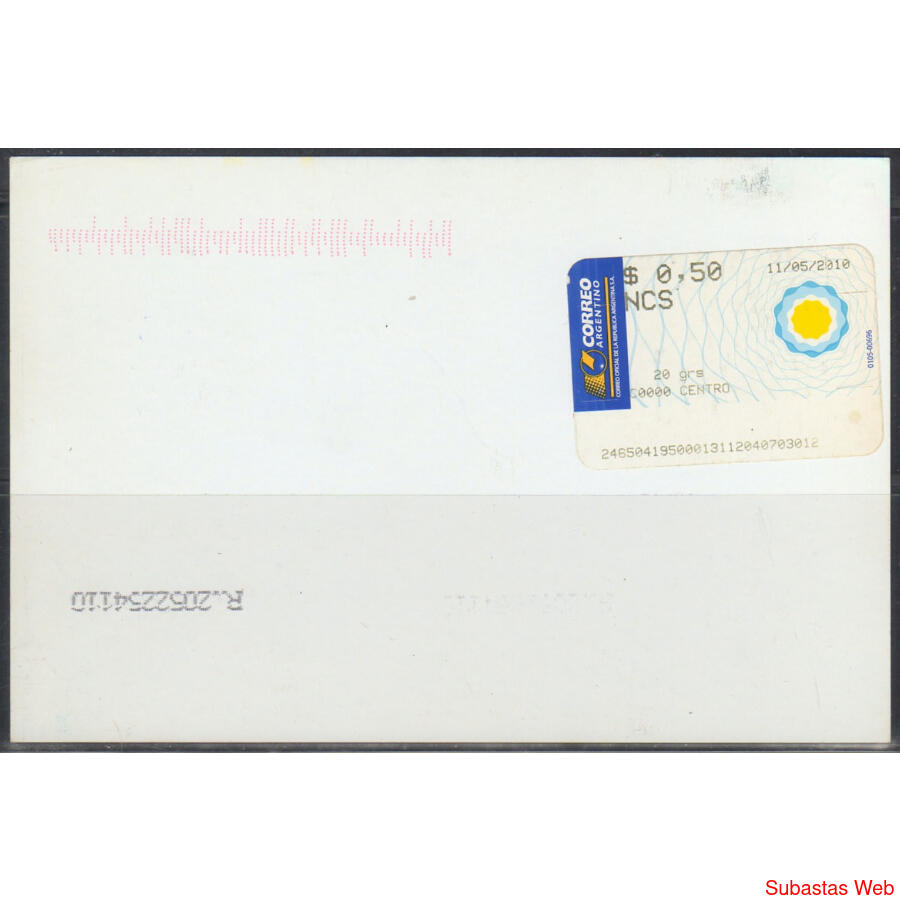 $ 0,50
11/05/2010
NCS
CORREO
ARGENTINO
CORREO OFICIAL DE LA REPUBLICA ARGENTINA S.A.
0105-00696
20 grs
C0000 CENTRO
24650419500013112040703012
R.2052254110
Subastas Web